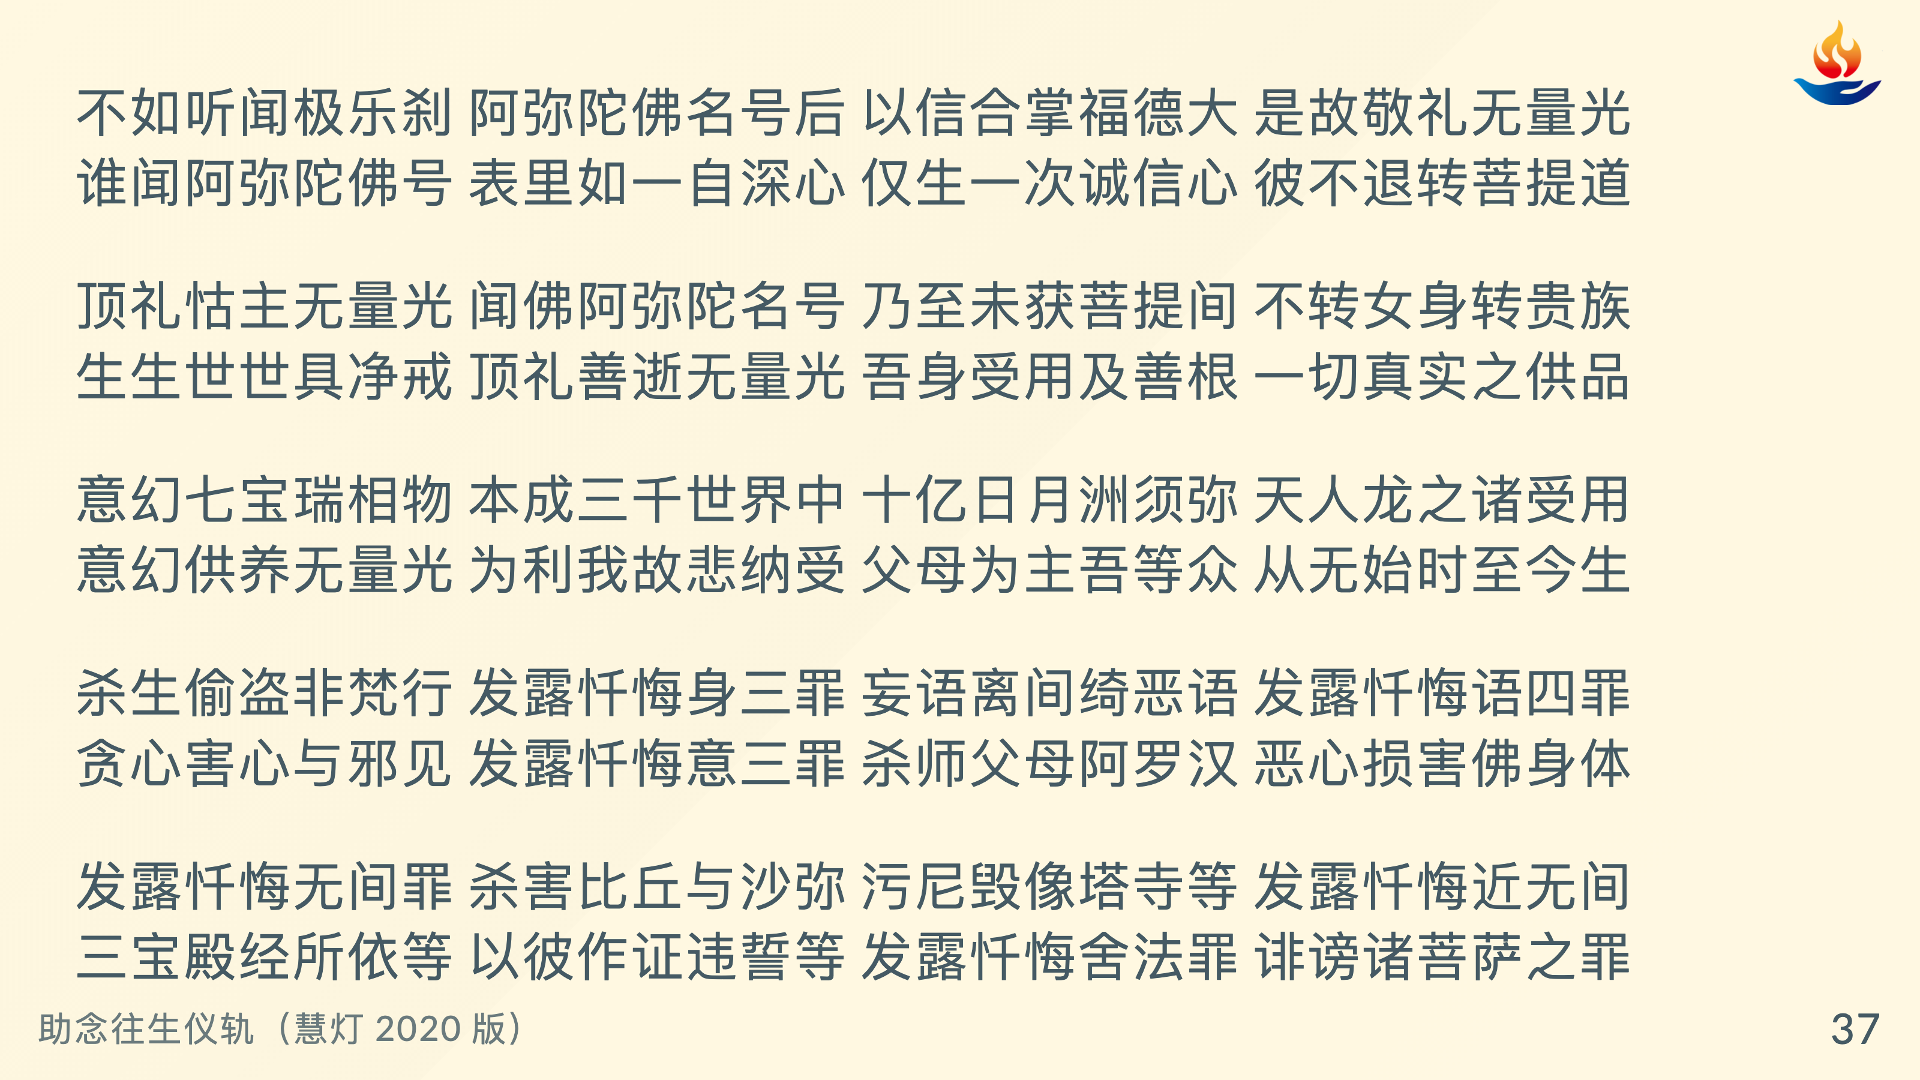 不如听闻极乐刹 阿弥陀佛名号后 以信合掌福德大 是故敬礼无量光
谁闻阿弥陀佛号 表里如一自深心 仅生一次诚信心 彼不退转菩提道
顶礼怙主无量光 闻佛阿弥陀名号 乃至未获菩提间 不转女身转贵族
生生世世具净戒 顶礼善逝无量光 吾身受用及善根 一切真实之供品
意幻七宝瑞相物 本成三千世界中 十亿日月洲须弥 天人龙之诸受用
意幻供养无量光 为利我故悲纳受 父母为主吾等众 从无始时至今生
杀生偷盗非梵行 发露忏悔身三罪 妄语离间绮恶语 发露忏悔语四罪
贪心害心与邪见 发露忏悔意三罪 杀师父母阿罗汉 恶心损害佛身体
发露忏悔无间罪 杀害比丘与沙弥 污尼毁像塔寺等 发露忏悔近无间
三宝殿经所依等 以彼作证违誓等 发露忏悔舍法罪 诽谤诸菩萨之罪
助念往生仪轨（慧灯 2020 版）
37